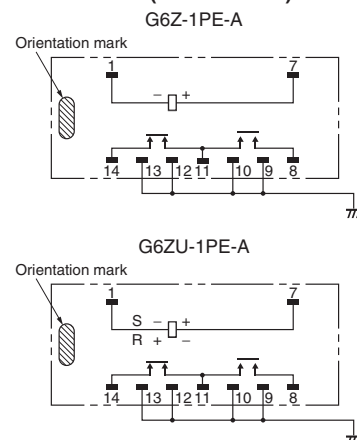 G6Z-1PE-A
Orientation mark
1 7
− +
14 13 12 11 10 9 8
G6ZU-1PE-A
Orientation mark
1 7
S − +
R + −
14 13 12 11 10 9 8